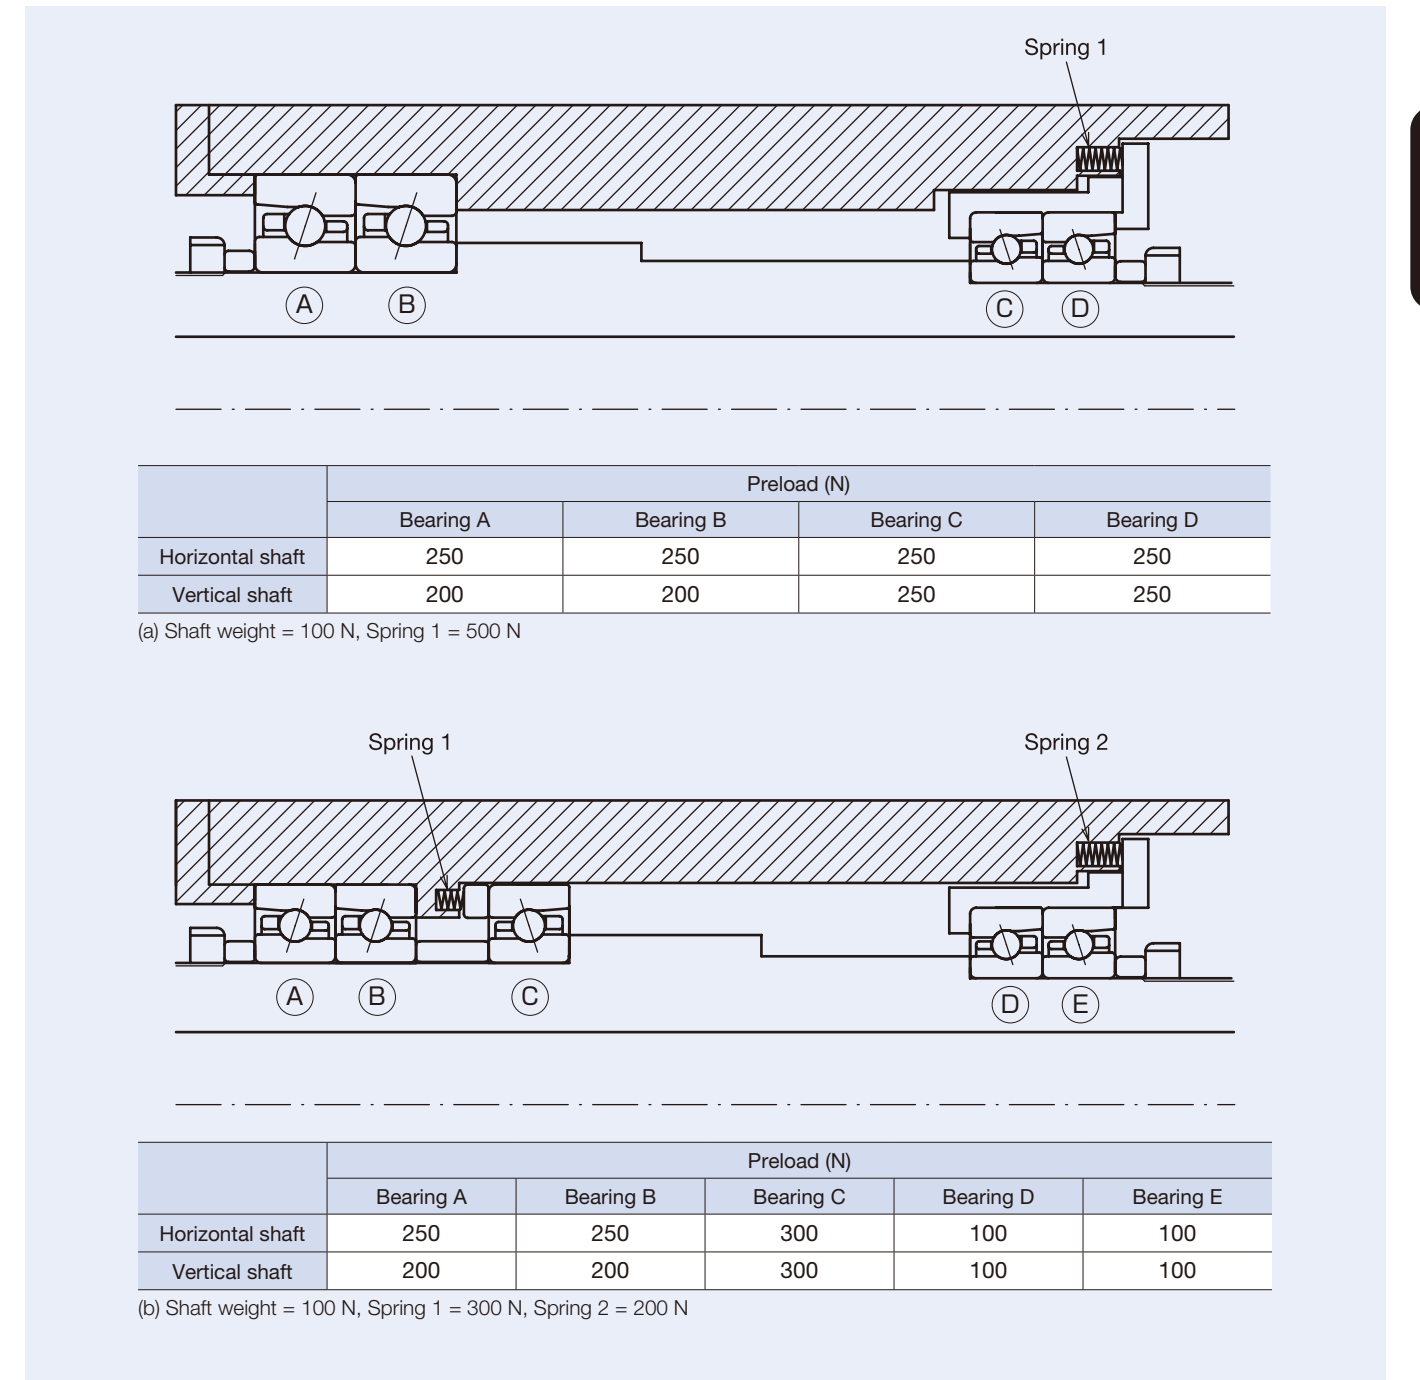 Spring 1
A B C D
Preload (N)
Bearing A Bearing B Bearing C Bearing D
Horizontal shaft 250 250 250 250
Vertical shaft 200 200 250 250
(a) Shaft weight = 100 N, Spring 1 = 500 N
Spring 1 Spring 2
A B C D E
Preload (N)
Bearing A Bearing B Bearing C Bearing D Bearing E
Horizontal shaft 250 250 300 100 100
Vertical shaft 200 200 300 100 100
(b) Shaft weight = 100 N, Spring 1 = 300 N, Spring 2 = 200 N